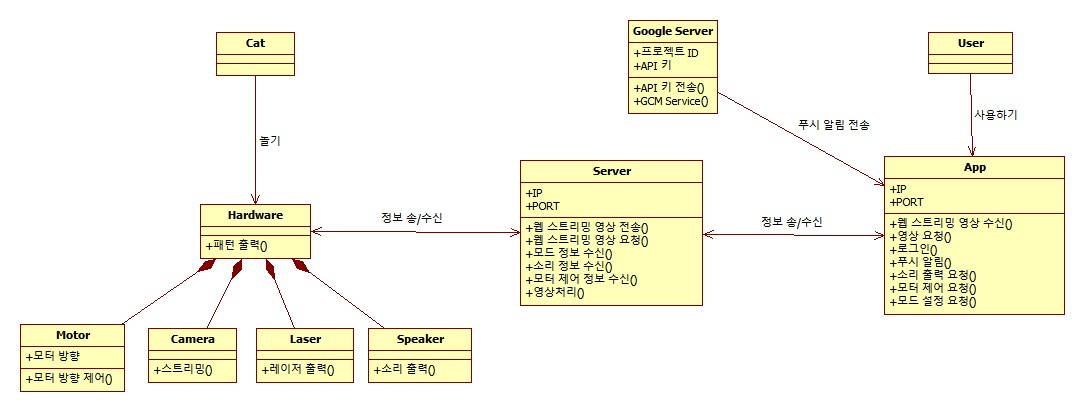 Cat
Google Server
+프로젝트 ID
+API 키
+API 키 전송()
+GCM Service()
User
놀기
푸시 알림 전송
사용하기
Hardware
+패턴 출력()
정보 송/수신
Server
+IP
+PORT
+웹 스트리밍 영상 전송()
+웹 스트리밍 영상 요청()
+모드 정보 수신()
+소리 정보 수신()
+모터 제어 정보 수신()
+영상처리()
정보 송/수신
App
+IP
+PORT
+웹 스트리밍 영상 수신()
+영상 요청()
+로그인()
+푸시 알림()
+소리 출력 요청()
+모터 제어 요청()
+모드 설정 요청()
Motor
+모터 방향
+모터 방향 제어()
Camera
+스트리밍()
Laser
+레이저 출력()
Speaker
+소리 출력()